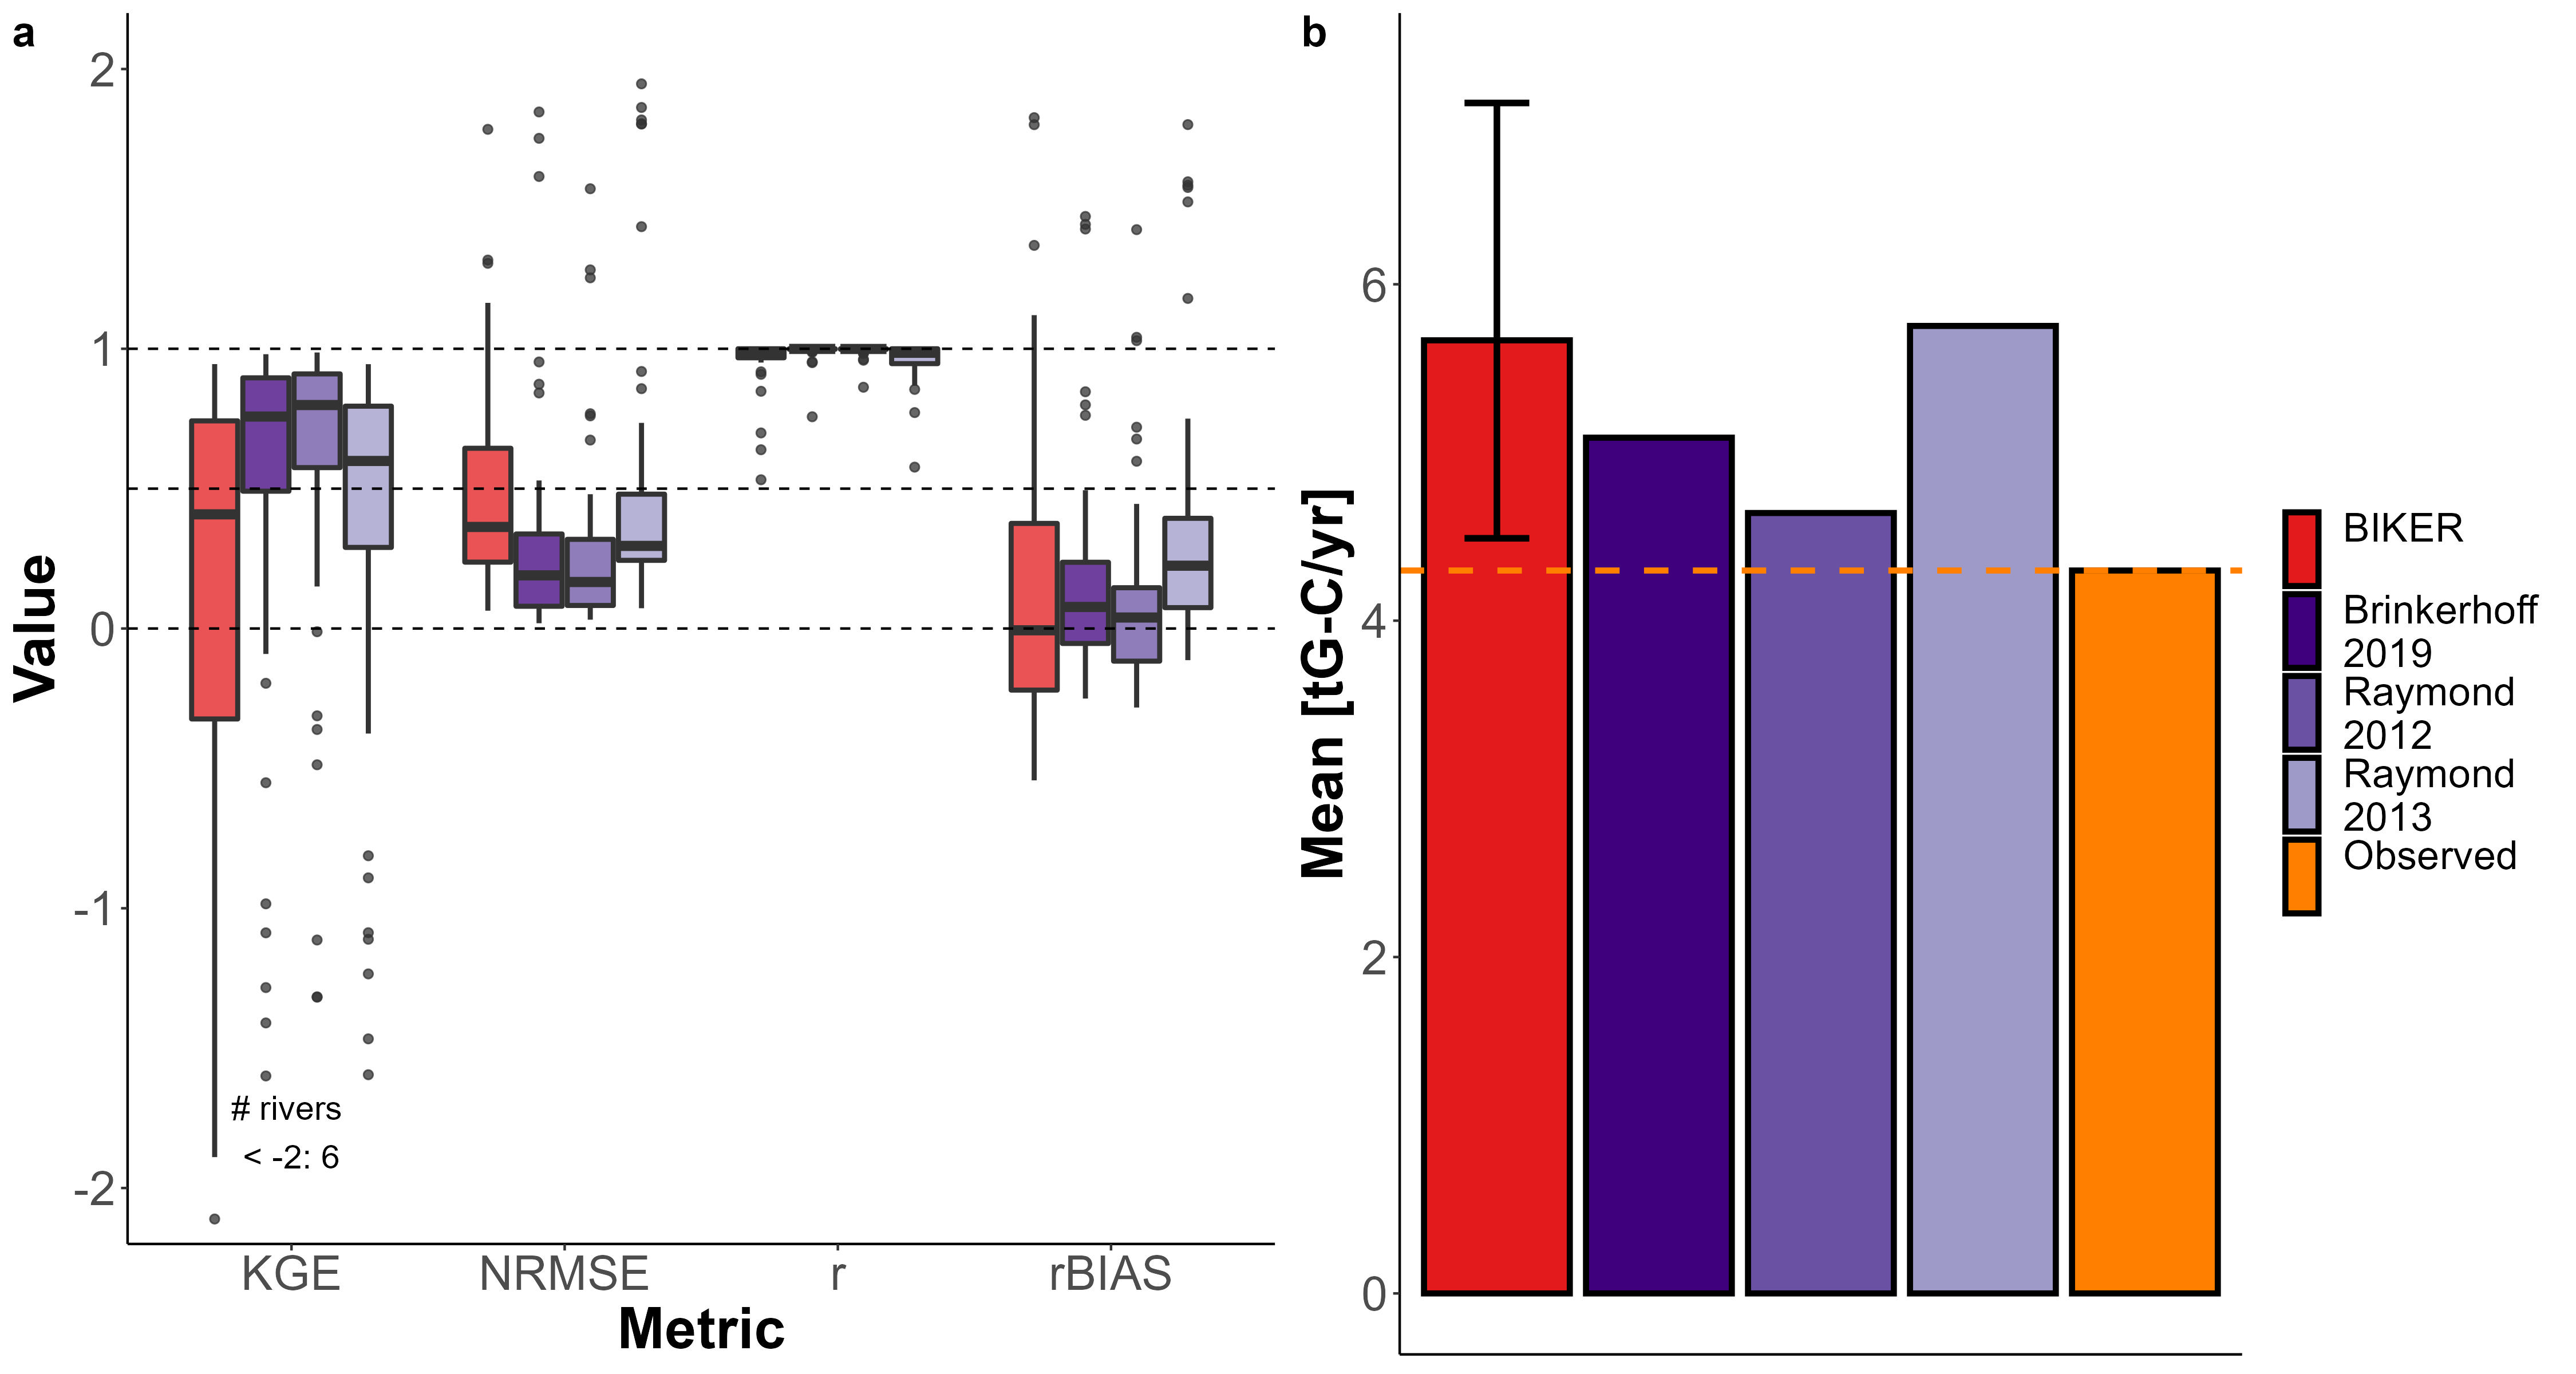 a
Value
2
1
0
-1
-2
# rivers
< -2: 6
KGE
NRMSE
r
rBIAS
Metric
b
Mean [tG-C/yr]
6
4
2
0
BIKER
Brinkerhoff
2019
Raymond
2012
Raymond
2013
Observed